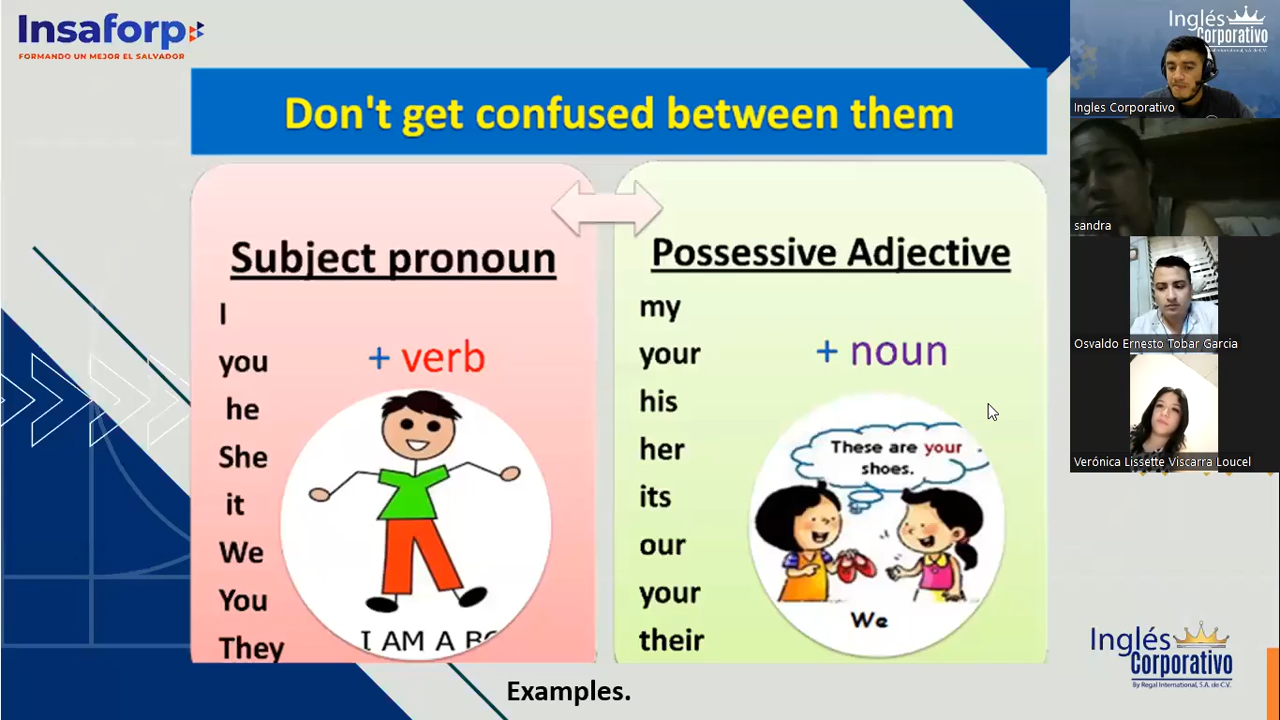 Insaforp
FORMANDO UN MEJOR EL SALVADOR
Don't get confused between them
Subject pronoun
I
you
he
She
it
We
You
They
+ verb
I AM A BO
Possessive Adjective
my
your
his
her
its
our
your
their
+ noun
These are your
shoes.
We
Examples.
Inglés
Corporativo
Ingles Corporativo
sandra
Osvaldo Ernesto Tobar Garcia
Verónica Lissette Viscarra Loucel
Inglés
Corporativo
By Regal International, S.A. de C.V.